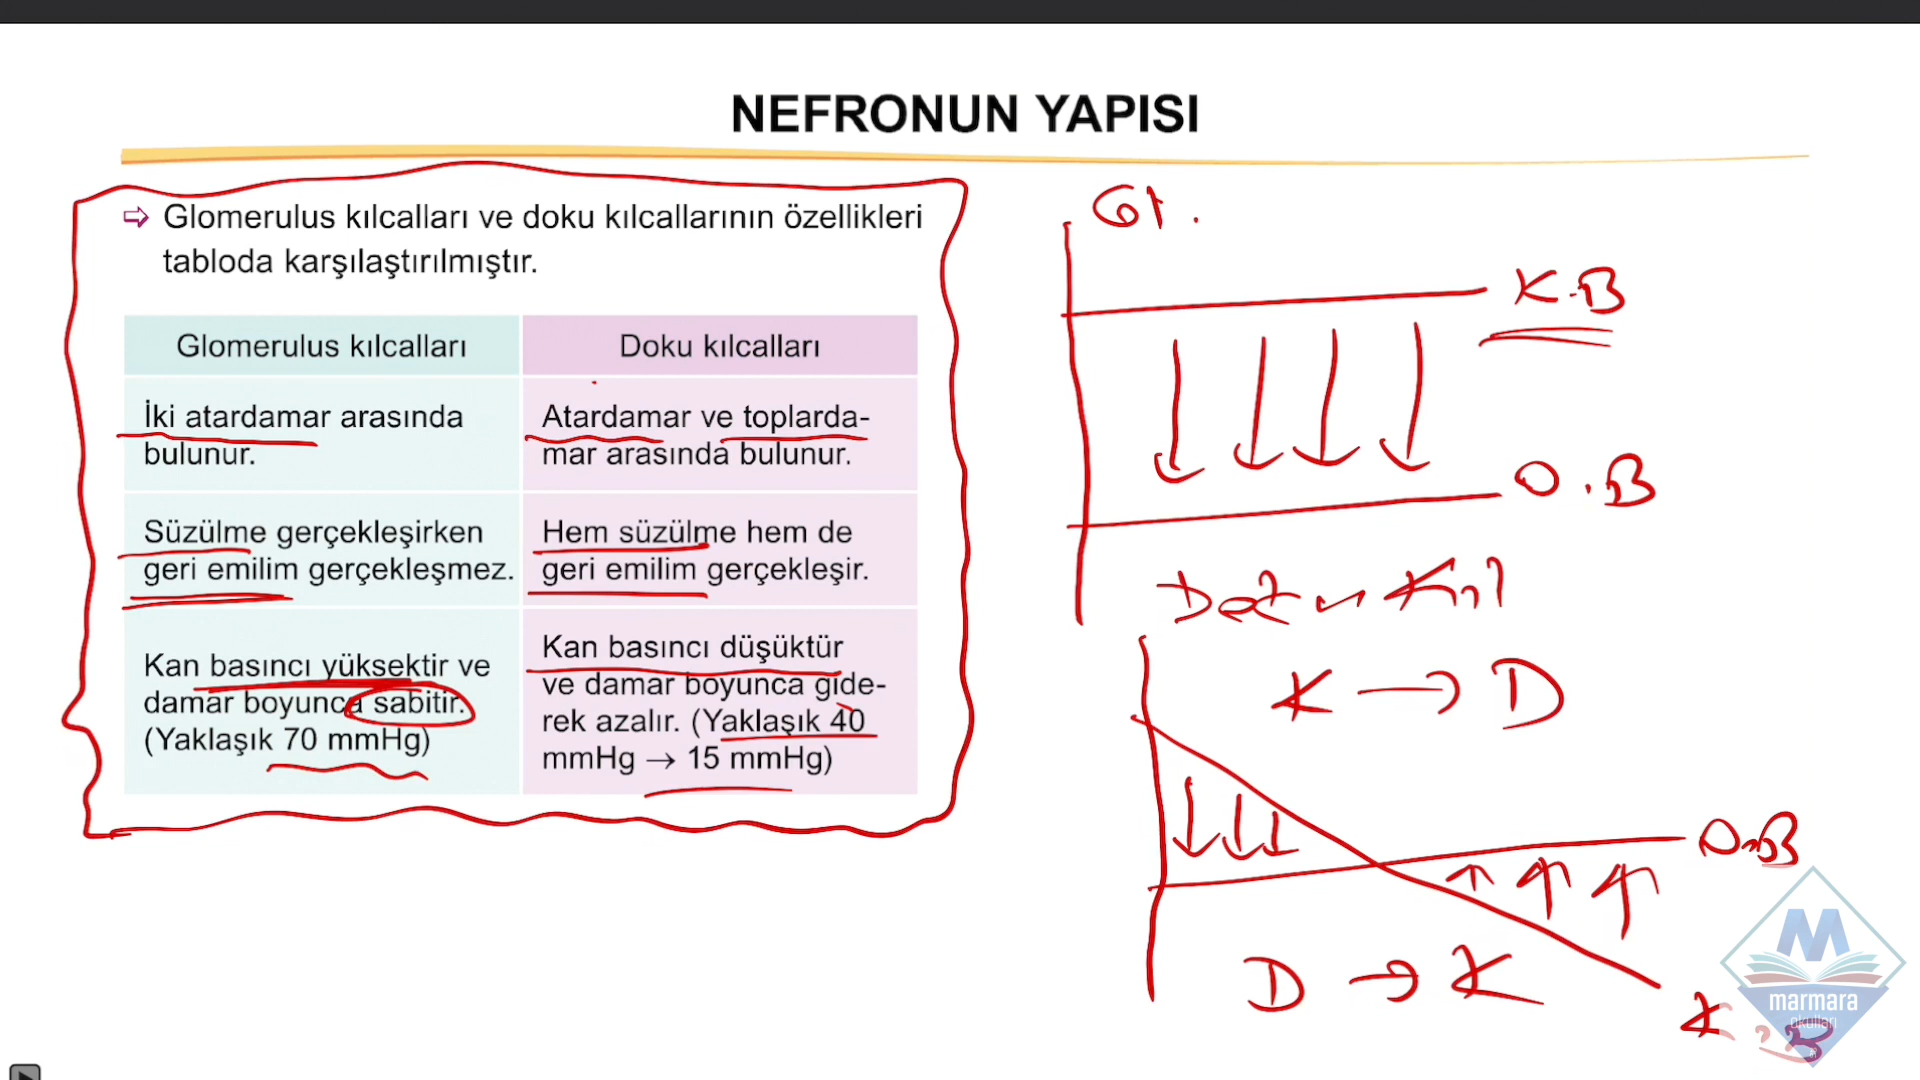 NEFRONUN YAPISI
⇨ Glomerulus kılcalları ve doku kılcallarının özellikleri
tabloda karşılaştırılmıştır.
Glomerulus kılcalları
Doku kılcalları
İki atardamar arasında
bulunur.
Atardamar ve toplarda-
mar arasında bulunur.
Süzülme gerçekleşirken
geri emilim gerçekleşmez.
Hem süzülme hem de
geri emilim gerçekleşir.
Kan basıncı yüksektir ve
damar boyunca sabitir.
(Yaklaşık 70 mmHg)
Kan basıncı düşüktür
ve damar boyunca gide-
rek azalır. (Yaklaşık 40
mmHg → 15 mmHg)
Gl.
K.B
O.B
K → D
O.B
D → K
K.B
marmara
okulları